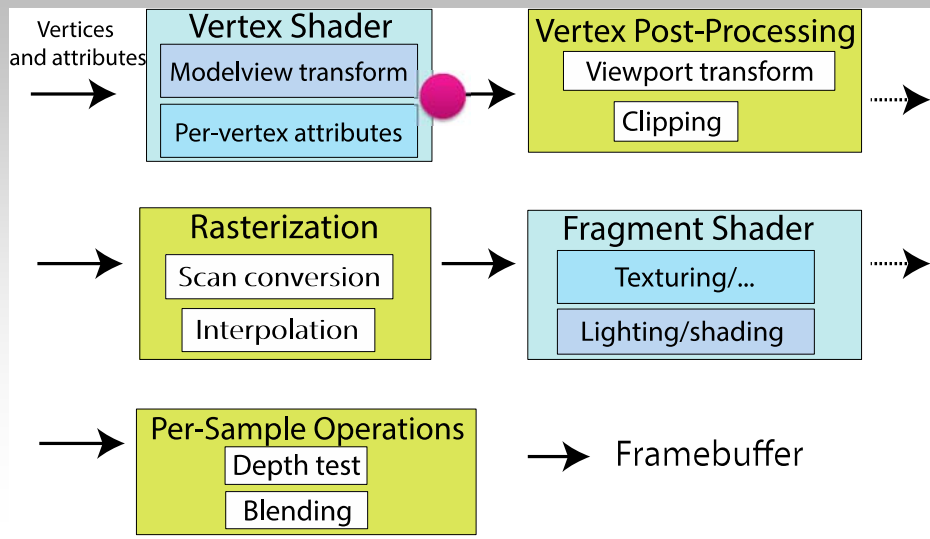 Vertices
and attributes
Vertex Shader
Modelview transform
Per-vertex attributes
Vertex Post-Processing
Viewport transform
Clipping
Rasterization
Scan conversion
Interpolation
Fragment Shader
Texturing/...
Lighting/shading
Per-Sample Operations
Depth test
Blending
Framebuffer